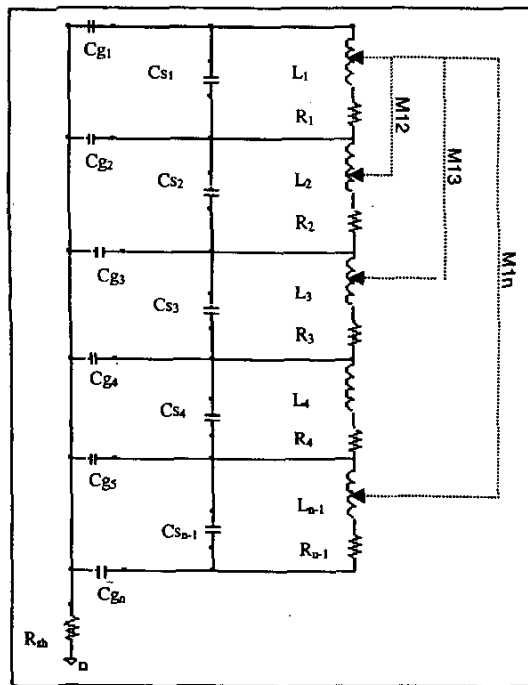 Cg1
Cs1
L1
R1
M12
M13
M1n
Cg2
Cs2
L2
R2
Cg3
Cs3
L3
R3
Cg4
Cs4
L4
R4
Cg5
Csn-1
Ln-1
Rn-1
Cgn
Rsh
n